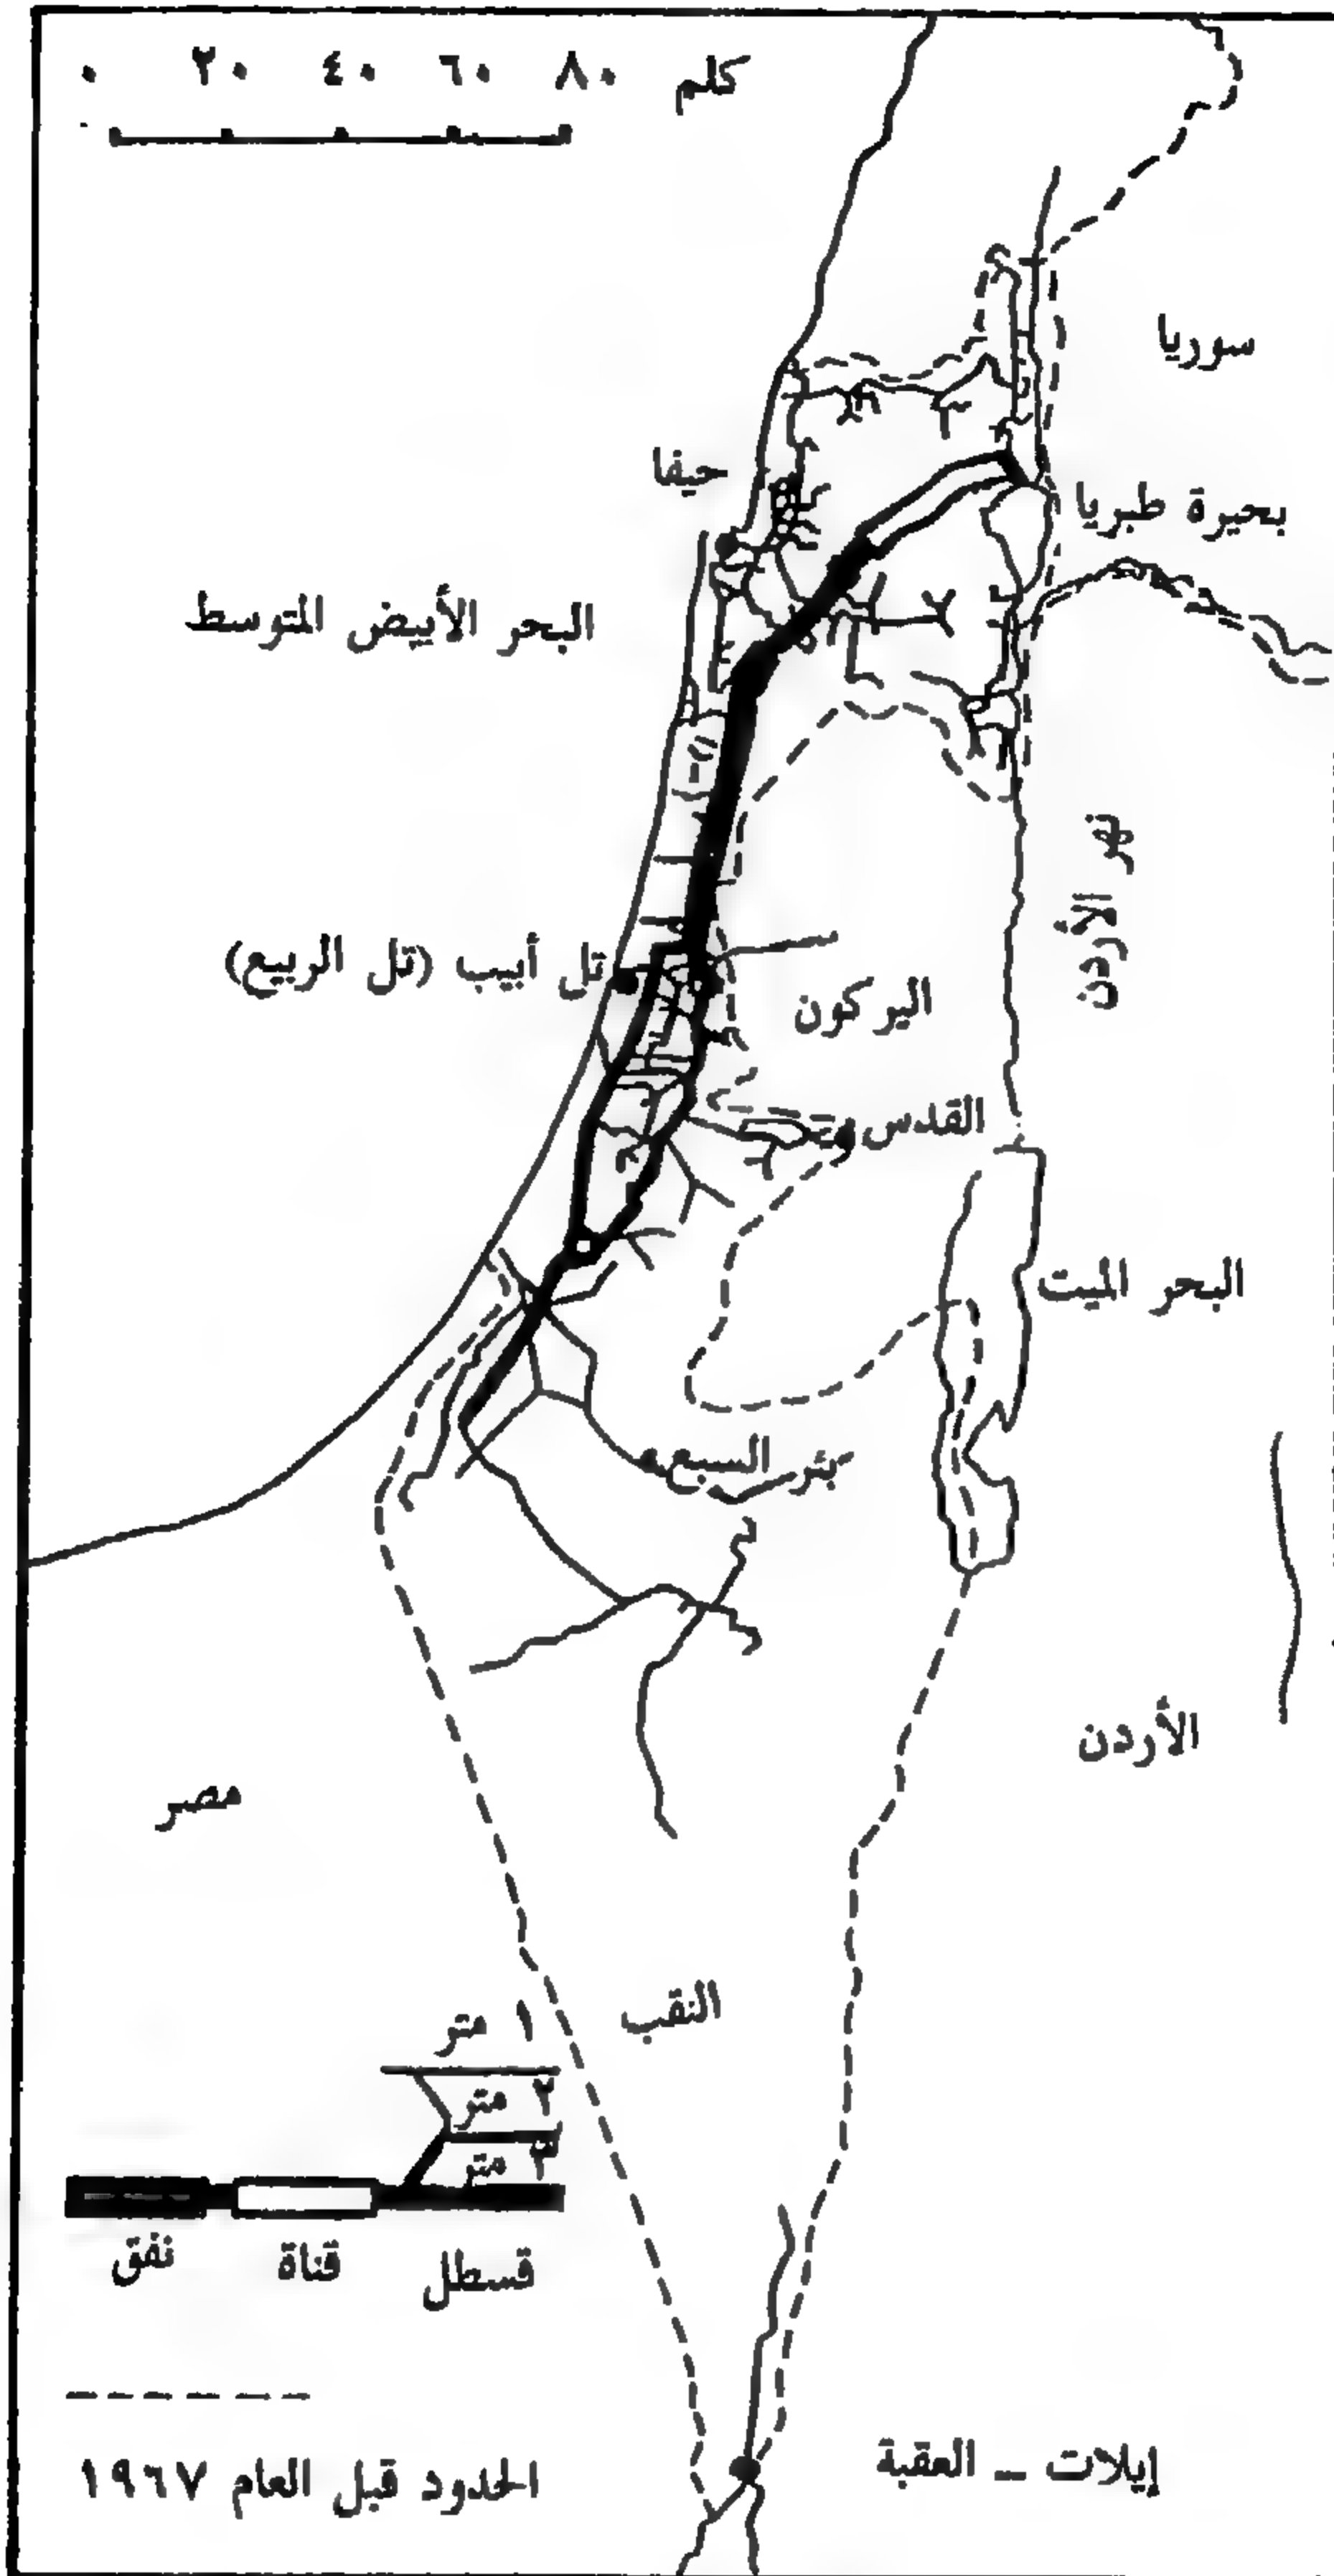 ٠ ٢٠ ٤٠ ٦٠ ٨٠ كلم
سوريا
حيفا
بحيرة طبريا
البحر الأبيض المتوسط
نهر الأردن
تل أبيب (تل الربيع)
اليركون
القدس
البحر الميت
بئر السبع
الأردن
مصر
النقب
١ متر
٢ متر
٣ متر
نفق
قناة
قسطل
إيلات – العقبة
الحدود قبل العام ١٩٦٧